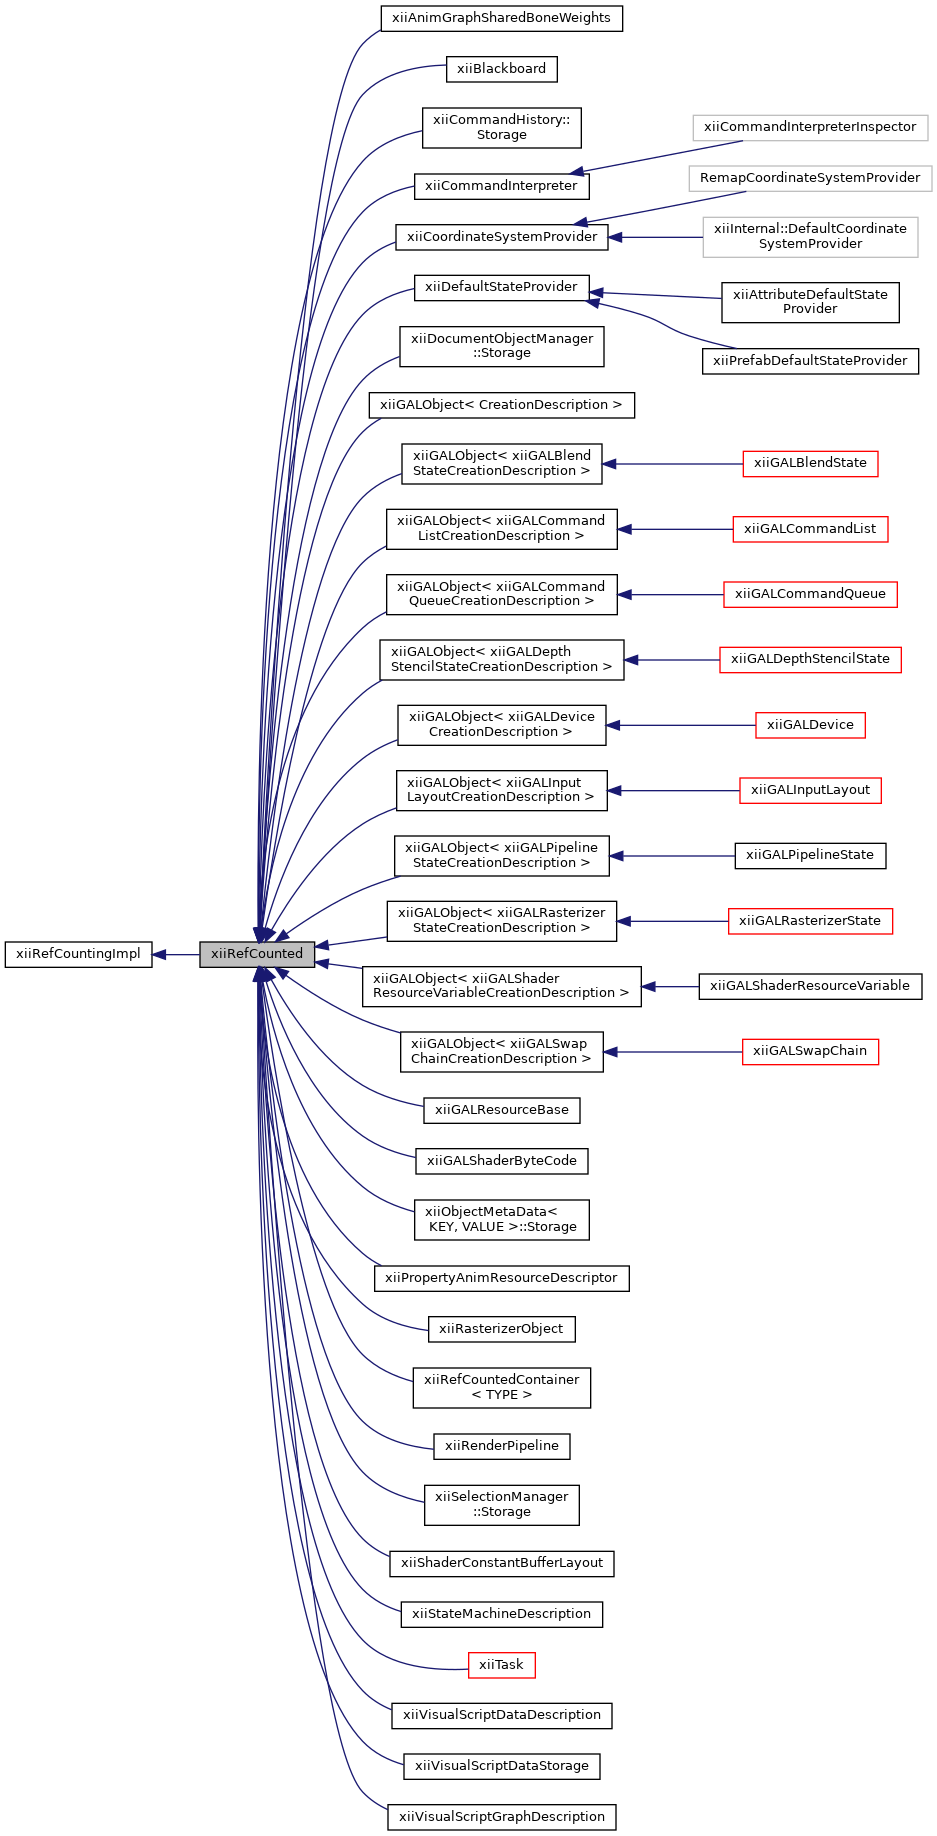 xiiAnimGraphSharedBoneWeights
xiiBlackboard
xiiCommandHistory::
Storage
xiiCommandInterpreterInspector
xiiCommandInterpreter
RemapCoordinateSystemProvider
xiiCoordinateSystemProvider
xiiInternal::DefaultCoordinate
SystemProvider
xiiDefaultStateProvider
xiiAttributeDefaultState
Provider
xiiDocumentObjectManager
::Storage
xiiPrefabDefaultStateProvider
xiiGALObject< CreationDescription >
xiiGALObject< xiiGALBlend
StateCreationDescription >
xiiGALBlendState
xiiGALObject< xiiGALCommand
ListCreationDescription >
xiiGALCommandList
xiiGALObject< xiiGALCommand
QueueCreationDescription >
xiiGALCommandQueue
xiiGALObject< xiiGALDepth
StencilStateCreationDescription >
xiiGALDepthStencilState
xiiGALObject< xiiGALDevice
CreationDescription >
xiiGALDevice
xiiGALObject< xiiGALInput
LayoutCreationDescription >
xiiGALInputLayout
xiiGALObject< xiiGALPipeline
StateCreationDescription >
xiiGALPipelineState
xiiGALObject< xiiGALRasterizer
StateCreationDescription >
xiiGALRasterizerState
xiiRefCountingImpl
xiiRefCounted
xiiGALObject< xiiGALShader
ResourceVariableCreationDescription >
xiiGALShaderResourceVariable
xiiGALObject< xiiGALSwap
ChainCreationDescription >
xiiGALSwapChain
xiiGALResourceBase
xiiGALShaderByteCode
xiiObjectMetaData<
KEY, VALUE >::Storage
xiiPropertyAnimResourceDescriptor
xiiRasterizerObject
xiiRefCountedContainer
< TYPE >
xiiRenderPipeline
xiiSelectionManager
::Storage
xiiShaderConstantBufferLayout
xiiStateMachineDescription
xiiTask
xiiVisualScriptDataDescription
xiiVisualScriptDataStorage
xiiVisualScriptGraphDescription